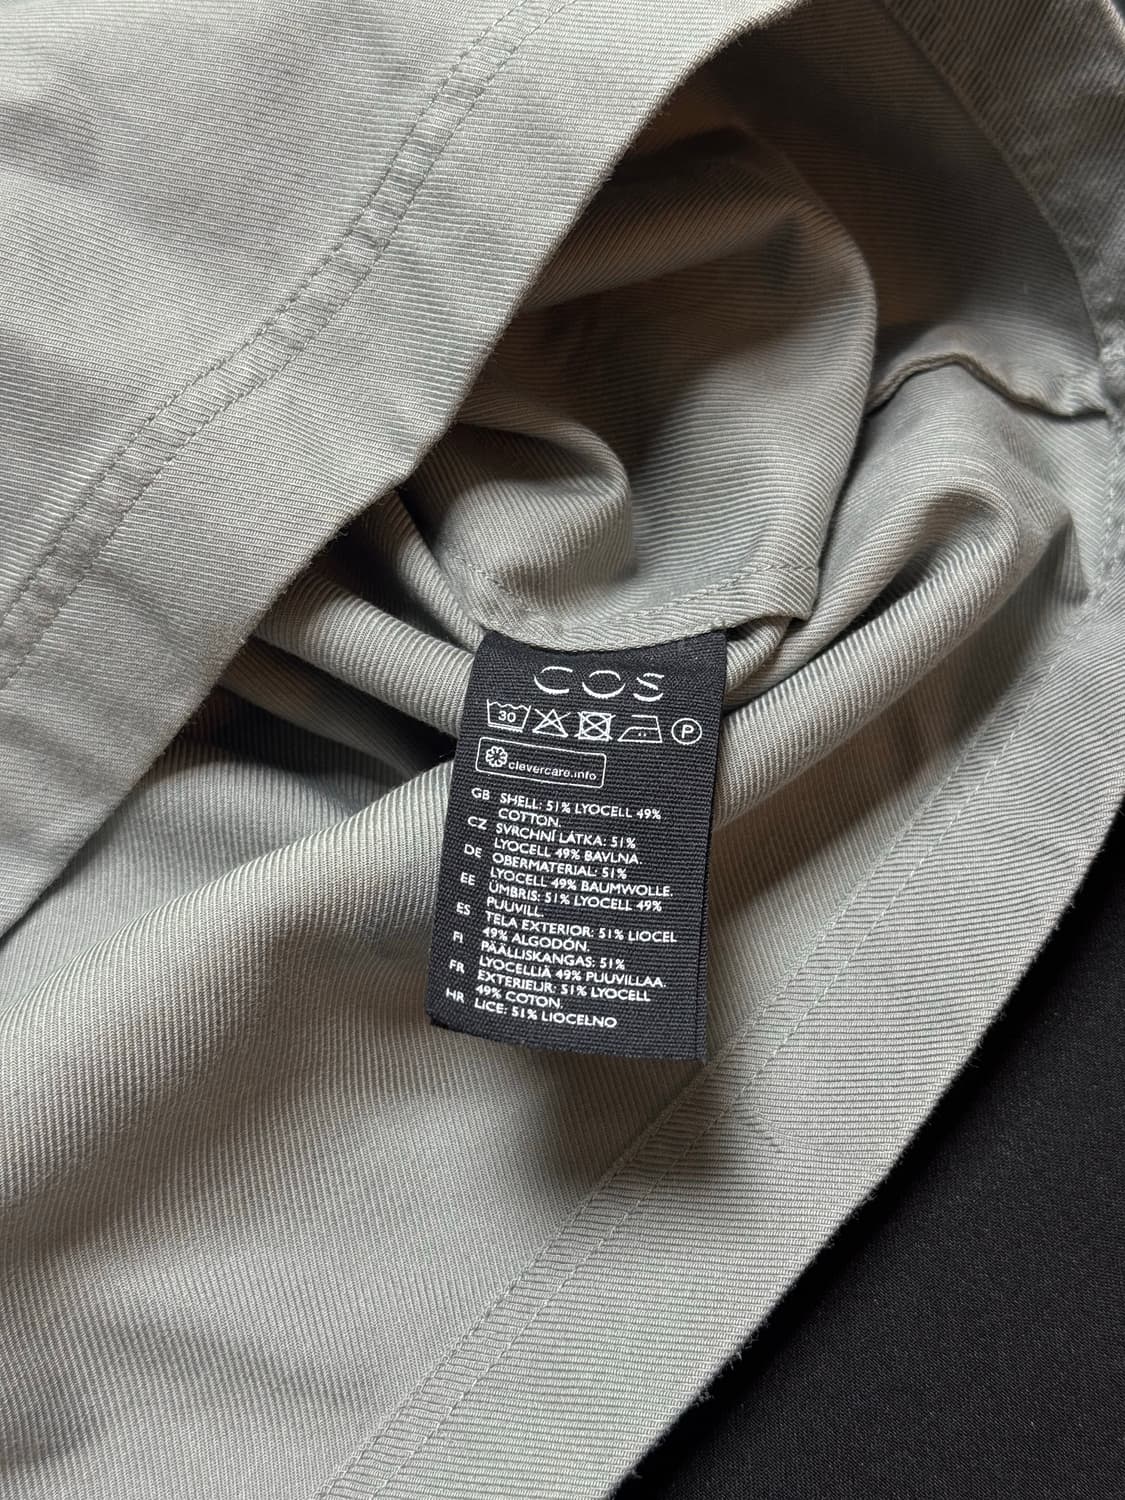 COS
30 P
clevercare.info
GB SHELL: 51% LYOCELL 49%
COTTON.
CZ SVRCHNÍ LÁTKA: 51%
LYOCELL 49% BAVLNA
DE OBERMATERIAL: 51%
LYOCELL 49% BAUMWOLLE.
EE ÜMBRIS: 51% LYOCELL 49%
PUUVILL.
ES TELA EXTERIOR: 51% LIOCEL
49% ALGODÓN.
FI PÄÄLLISKANGAS: 51%
LYOCELLIÄ 49% PUUVILLAA.
FR EXTERIEUR: 51% LYOCELL
49% COTON.
HR LICE: 51% LIOCELNO